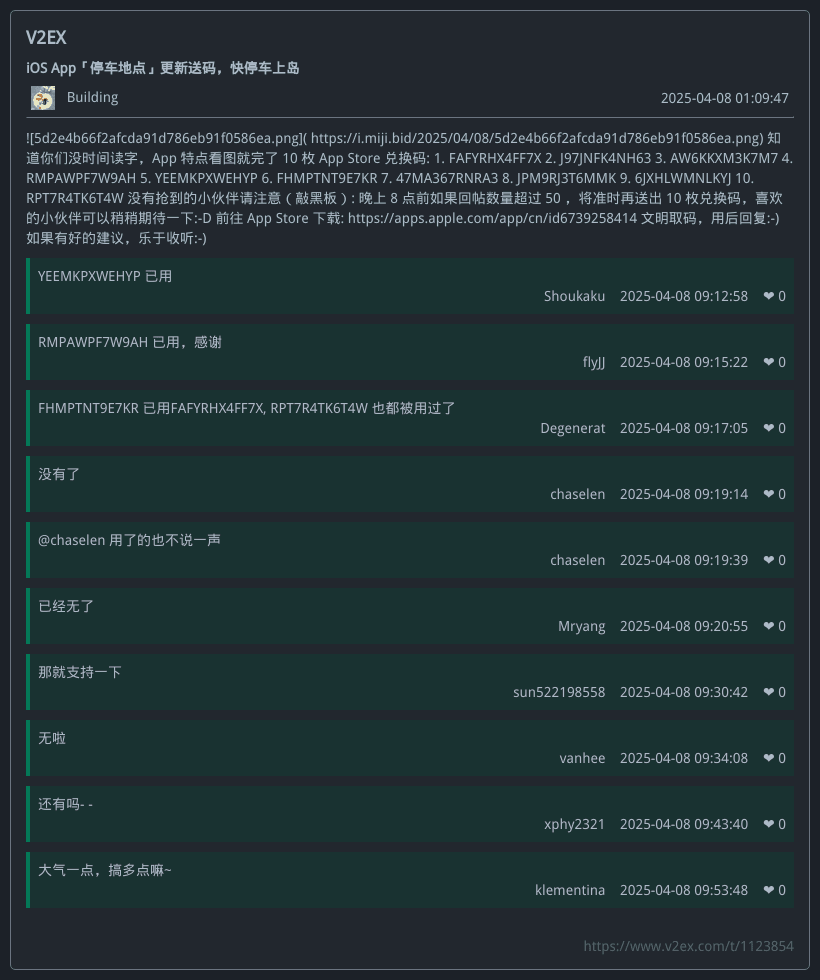 V2EX
iOS App「停车地点」更新送码，快停车上岛
Building 2025-04-08 01:09:47
![5d2e4b66f2afcda91d786eb91f0586ea.png]( https://i.miji.bid/2025/04/08/5d2e4b66f2afcda91d786eb91f0586ea.png) 知
道你们没时间读字，App 特点看图就完了 10 枚 App Store 兑换码: 1. FAFYRHX4FF7X 2. J97JNFK4NH63 3. AW6KKXM3K7M7 4.
RMPAWPF7W9AH 5. YEEMKPXWEHYP 6. FHMPTNT9E7KR 7. 47MA367RNRA3 8. JPM9RJ3T6MMK 9. 6JXHLWMNLKYJ 10.
RPT7R4TK6T4W 没有抢到的小伙伴请注意（敲黑板）: 晚上 8 点前如果回帖数量超过 50 ，将准时再送出 10 枚兑换码，喜欢
的小伙伴可以稍稍期待一下:-D 前往 App Store 下载: https://apps.apple.com/app/cn/id6739258414 文明取码，用后回复:-)
如果有好的建议，乐于收听:-)
YEEMKPXWEHYP 已用
Shoukaku 2025-04-08 09:12:58 ❤ 0
RMPAWPF7W9AH 已用，感谢
flyJJ 2025-04-08 09:15:22 ❤ 0
FHMPTNT9E7KR 已用FAFYRHX4FF7X, RPT7R4TK6T4W 也都被用过了
Degenerat 2025-04-08 09:17:05 ❤ 0
没有了
chaselen 2025-04-08 09:19:14 ❤ 0
@chaselen 用了的也不说一声
chaselen 2025-04-08 09:19:39 ❤ 0
已经无了
Mryang 2025-04-08 09:20:55 ❤ 0
那就支持一下
sun522198558 2025-04-08 09:30:42 ❤ 0
无啦
vanhee 2025-04-08 09:34:08 ❤ 0
还有吗- -
xphy2321 2025-04-08 09:43:40 ❤ 0
大气一点，搞多点嘛~
klementina 2025-04-08 09:53:48 ❤ 0
https://www.v2ex.com/t/1123854